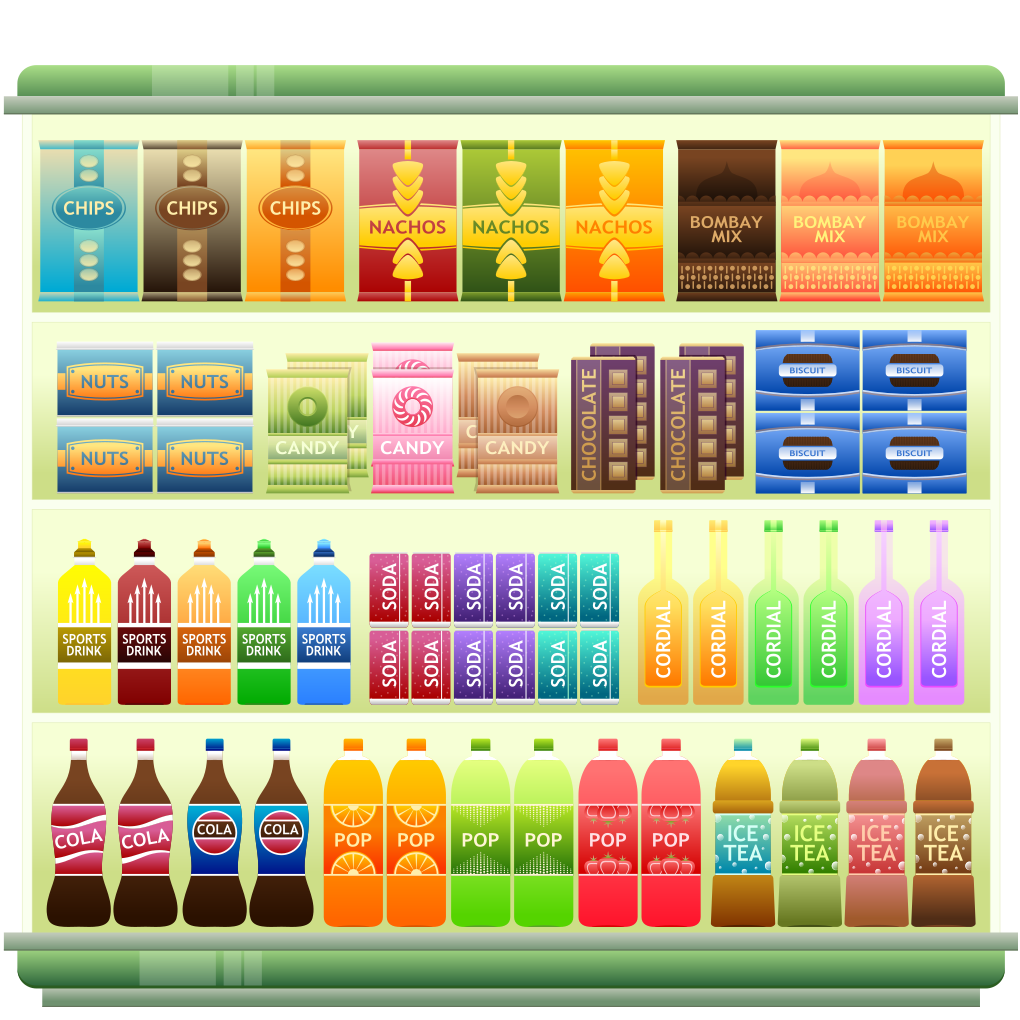 CHIPS
CHIPS
CHIPS
NACHOS
NACHOS
NACHOS
BOMBAY
MIX
BOMBAY
MIX
BOMBAY
MIX
NUTS
NUTS
NUTS
NUTS
CANDY
Y
CANDY
C
CANDY
CHOCOLATE
CHOCOLATE
BISCUIT
BISCUIT
BISCUIT
BISCUIT
SPORTS
DRINK
SPORTS
DRINK
SPORTS
DRINK
SPORTS
DRINK
SPORTS
DRINK
SODA
SODA
SODA
SODA
SODA
SODA
SODA
SODA
SODA
SODA
SODA
SODA
CORDIAL
CORDIAL
CORDIAL
CORDIAL
CORDIAL
CORDIAL
COLA
COLA
COLA
COLA
POP
POP
POP
POP
POP
POP
ICE
TEA
ICE
TEA
ICE
TEA
ICE
TEA